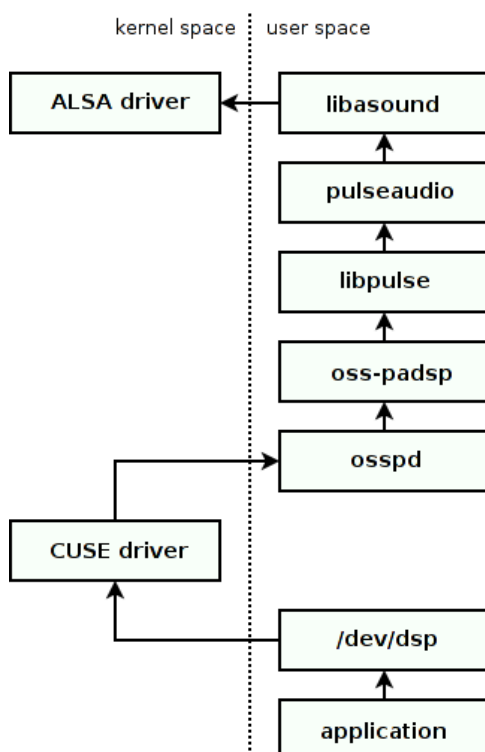 kernel space user space
ALSA driver
libasound
pulseaudio
libpulse
oss-padsp
osspd
CUSE driver
/dev/dsp
application